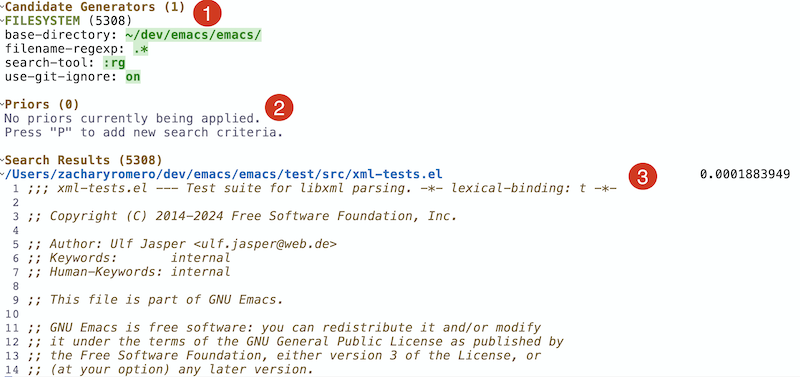 Candidate Generators (1)
FILESYSTEM (5308)
1
base-directory: ~/dev/emacs/emacs/
filename-regexp: .*
search-tool: :rg
use-git-ignore: on
Priors (0)
2
No priors currently being applied.
Press "P" to add new search criteria.
Search Results (5308)
/Users/zacharyromero/dev/emacs/emacs/test/src/xml-tests.el
3
0.0001883949
1 ;;; xml-tests.el --- Test suite for libxml parsing. -*- lexical-binding: t -*-
2
3 ;; Copyright (C) 2014-2024 Free Software Foundation, Inc.
4
5 ;; Author: Ulf Jasper <ulf.jasper@web.de>
6 ;; Keywords:       internal
7 ;; Human-Keywords: internal
8
9 ;; This file is part of GNU Emacs.
10
11 ;; GNU Emacs is free software: you can redistribute it and/or modify
12 ;; it under the terms of the GNU General Public License as published by
13 ;; the Free Software Foundation, either version 3 of the License, or
14 ;; (at your option) any later version.